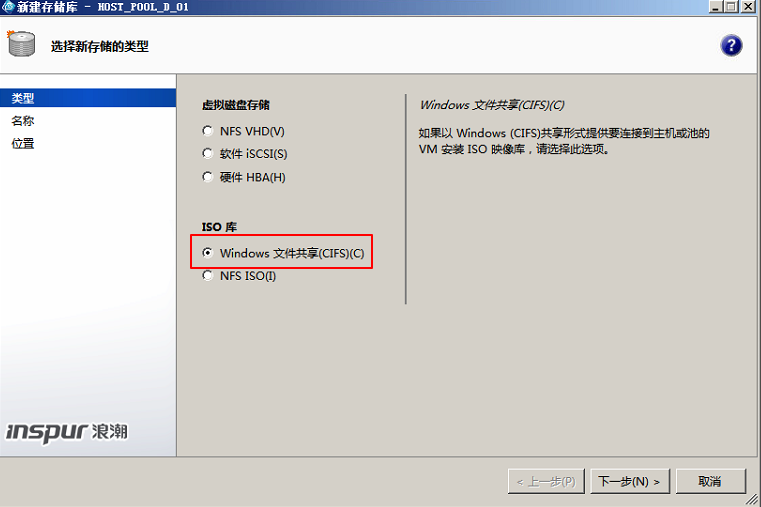 新建存储库 - HOST_POOL_D_01
选择新存储的类型
?
类型
名称
位置
虚拟磁盘存储
NFS VHD(V)
软件 iSCSI(S)
硬件 HBA(H)
ISO 库
Windows 文件共享(CIFS)(C)
NFS ISO(I)
Windows 文件共享(CIFS)(C)
如果以 Windows (CIFS)共享形式提供要连接到主机或池的
VM 安装 ISO 映像库，请选择此选项。
inspur 浪潮
< 上一步(P)
下一步(N) >
取消